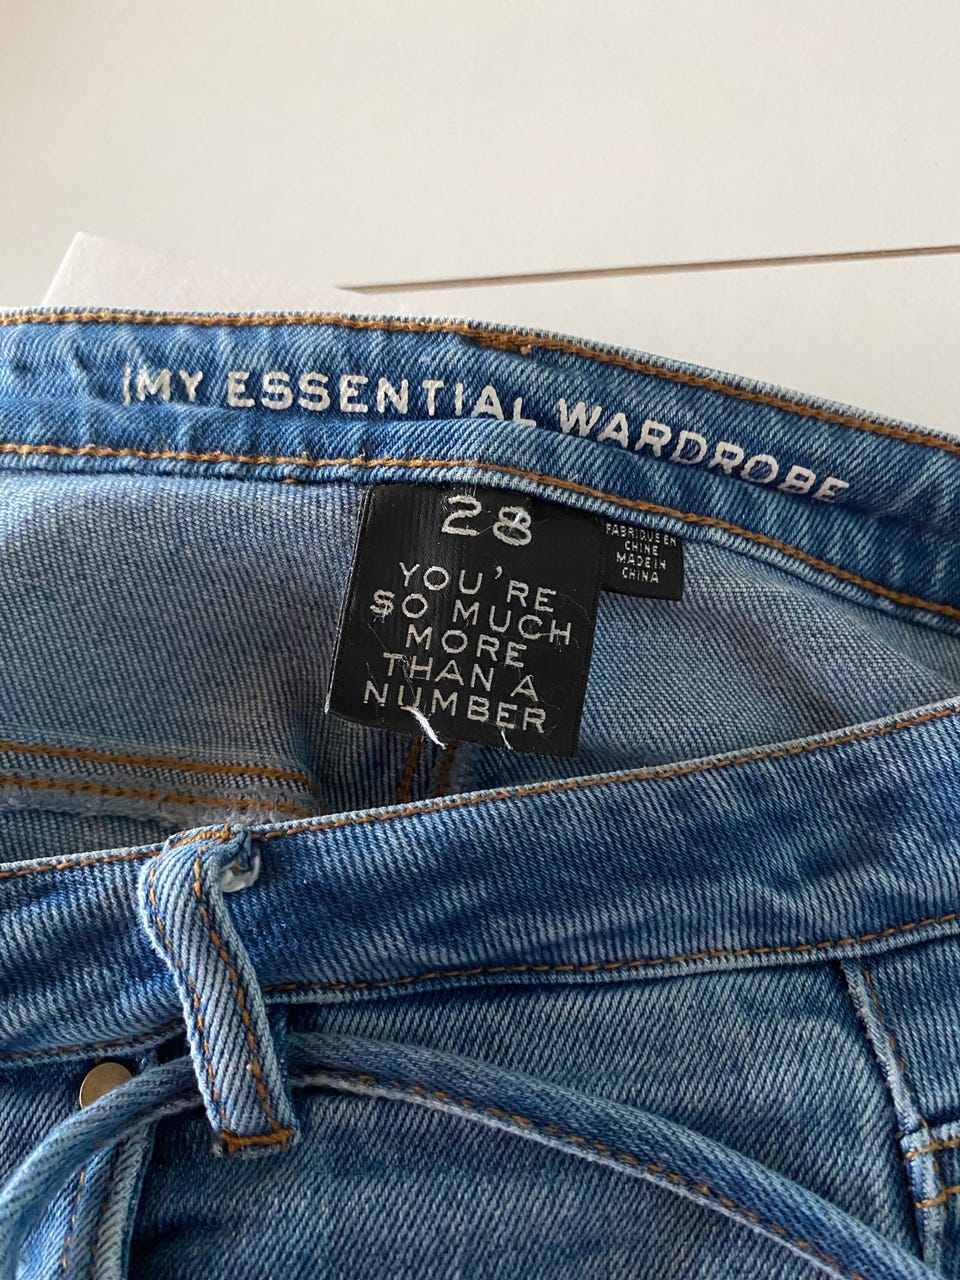 MY ESSENTIAL WARDROBE
28
YOU'RE
SO MUCH
MORE
THAN A
NUMBER
FABRIQUE EN
CHINE
MADE IN
CHINA